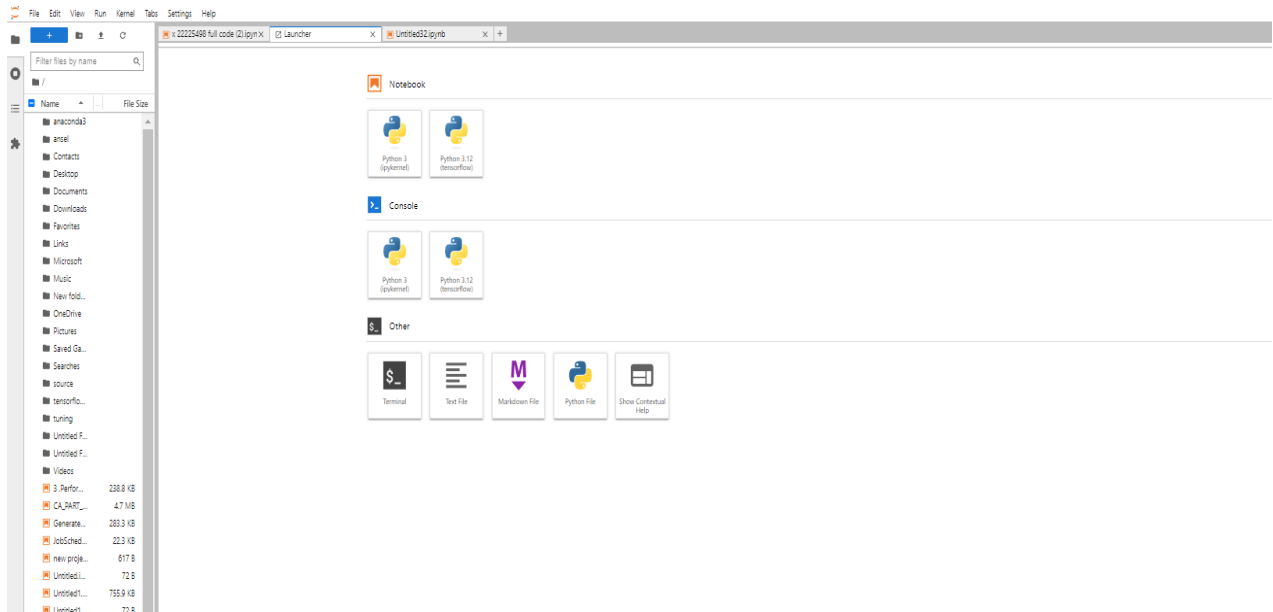 File Edit View Run Kernel Tabs Settings Help
x 22225498 full code (2).ipyn X Launcher X Untitled32.ipynb X +
Filter files by name
/
Name ... File Size
anaconda3
ansel
Contacts
Desktop
Documents
Downloads
Favorites
Links
Microsoft
Music
New fold...
OneDrive
Pictures
Saved Ga...
Searches
source
tensorflo...
tuning
Untitled F...
Untitled F...
Videos
3 .Perfor... 238.8 KB
CA_PART_... 4.7 MB
Generate... 283.3 KB
JobSched... 22.3 KB
new proje... 617 B
Untitled.i... 72 B
Untitled1.... 755.9 KB
Untitled1 72 B
Notebook
Python 3 (ipykernel)
Python 3.12 (tensorflow)
Console
Python 3 (ipykernel)
Python 3.12 (tensorflow)
$_ Other
$_
M
Terminal
Text File
Markdown File
Python File
Show Contextual Help